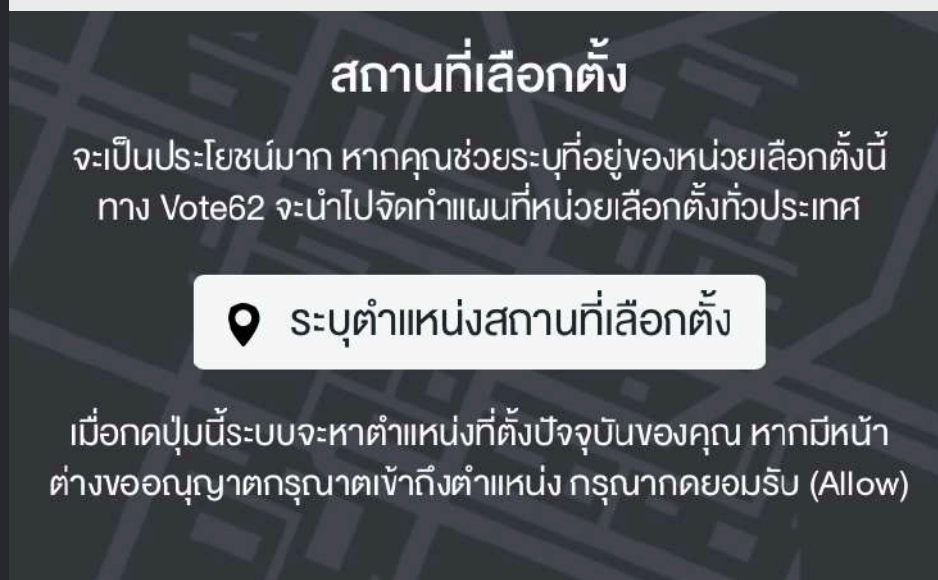 สถานที่เลือกตั้ง
จะเป็นประโยชน์มาก หากคุณช่วยระบุที่อยู่ของหน่วยเลือกตั้งนี้
ทาง Vote62 จะนำไปจัดทำแผนที่หน่วยเลือกตั้งทั่วประเทศ
ระบุตำแหน่งสถานที่เลือกตั้ง
เมื่อกดปุ่มนี้ระบบจะหาตำแหน่งที่ตั้งปัจจุบันของคุณ หากมีหน้า
ต่างขออณุญาตกรุณาตเข้าถึงตำแหน่ง กรุณากดยอมรับ (Allow)